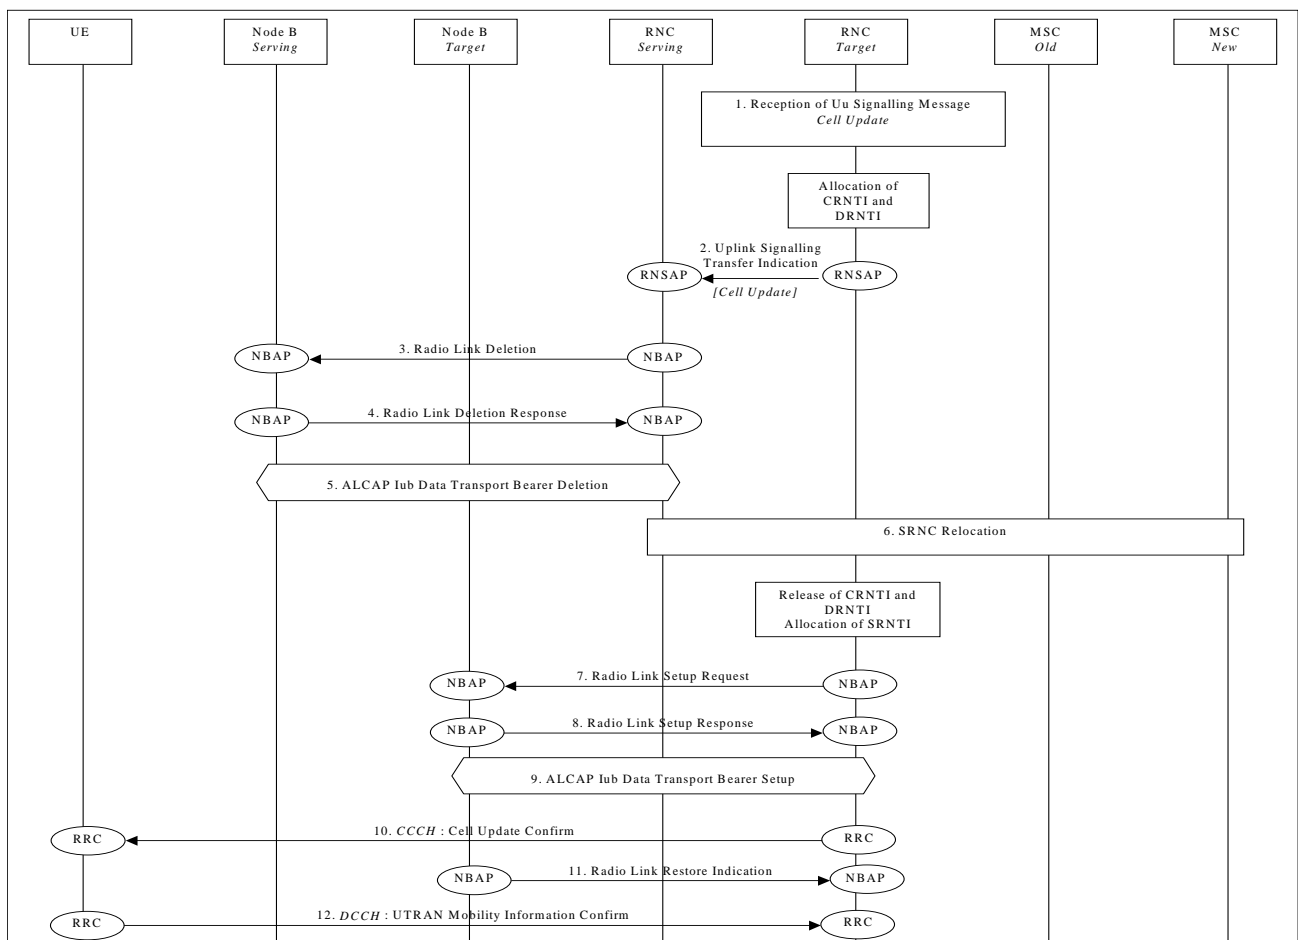 UE
Node B
Serving
Node B
Target
RNC
Serving
RNC
Target
MSC
Old
MSC
New
1. Reception of Uu Signalling Message
Cell Update
Allocation of
CRNTI and
DRNTI
2. Uplink Signalling
Transfer Indication
RNSAP
RNSAP
[Cell Update]
NBAP
3. Radio Link Deletion
NBAP
NBAP
4. Radio Link Deletion Response
NBAP
5. ALCAP Iub Data Transport Bearer Deletion
6. SRNC Relocation
Release of CRNTI and
DRNTI
Allocation of SRNTI
NBAP
7. Radio Link Setup Request
NBAP
NBAP
8. Radio Link Setup Response
NBAP
9. ALCAP Iub Data Transport Bearer Setup
RRC
10. CCCH : Cell Update Confirm
RRC
NBAP
11. Radio Link Restore Indication
NBAP
RRC
12. DCCH : UTRAN Mobility Information Confirm
RRC